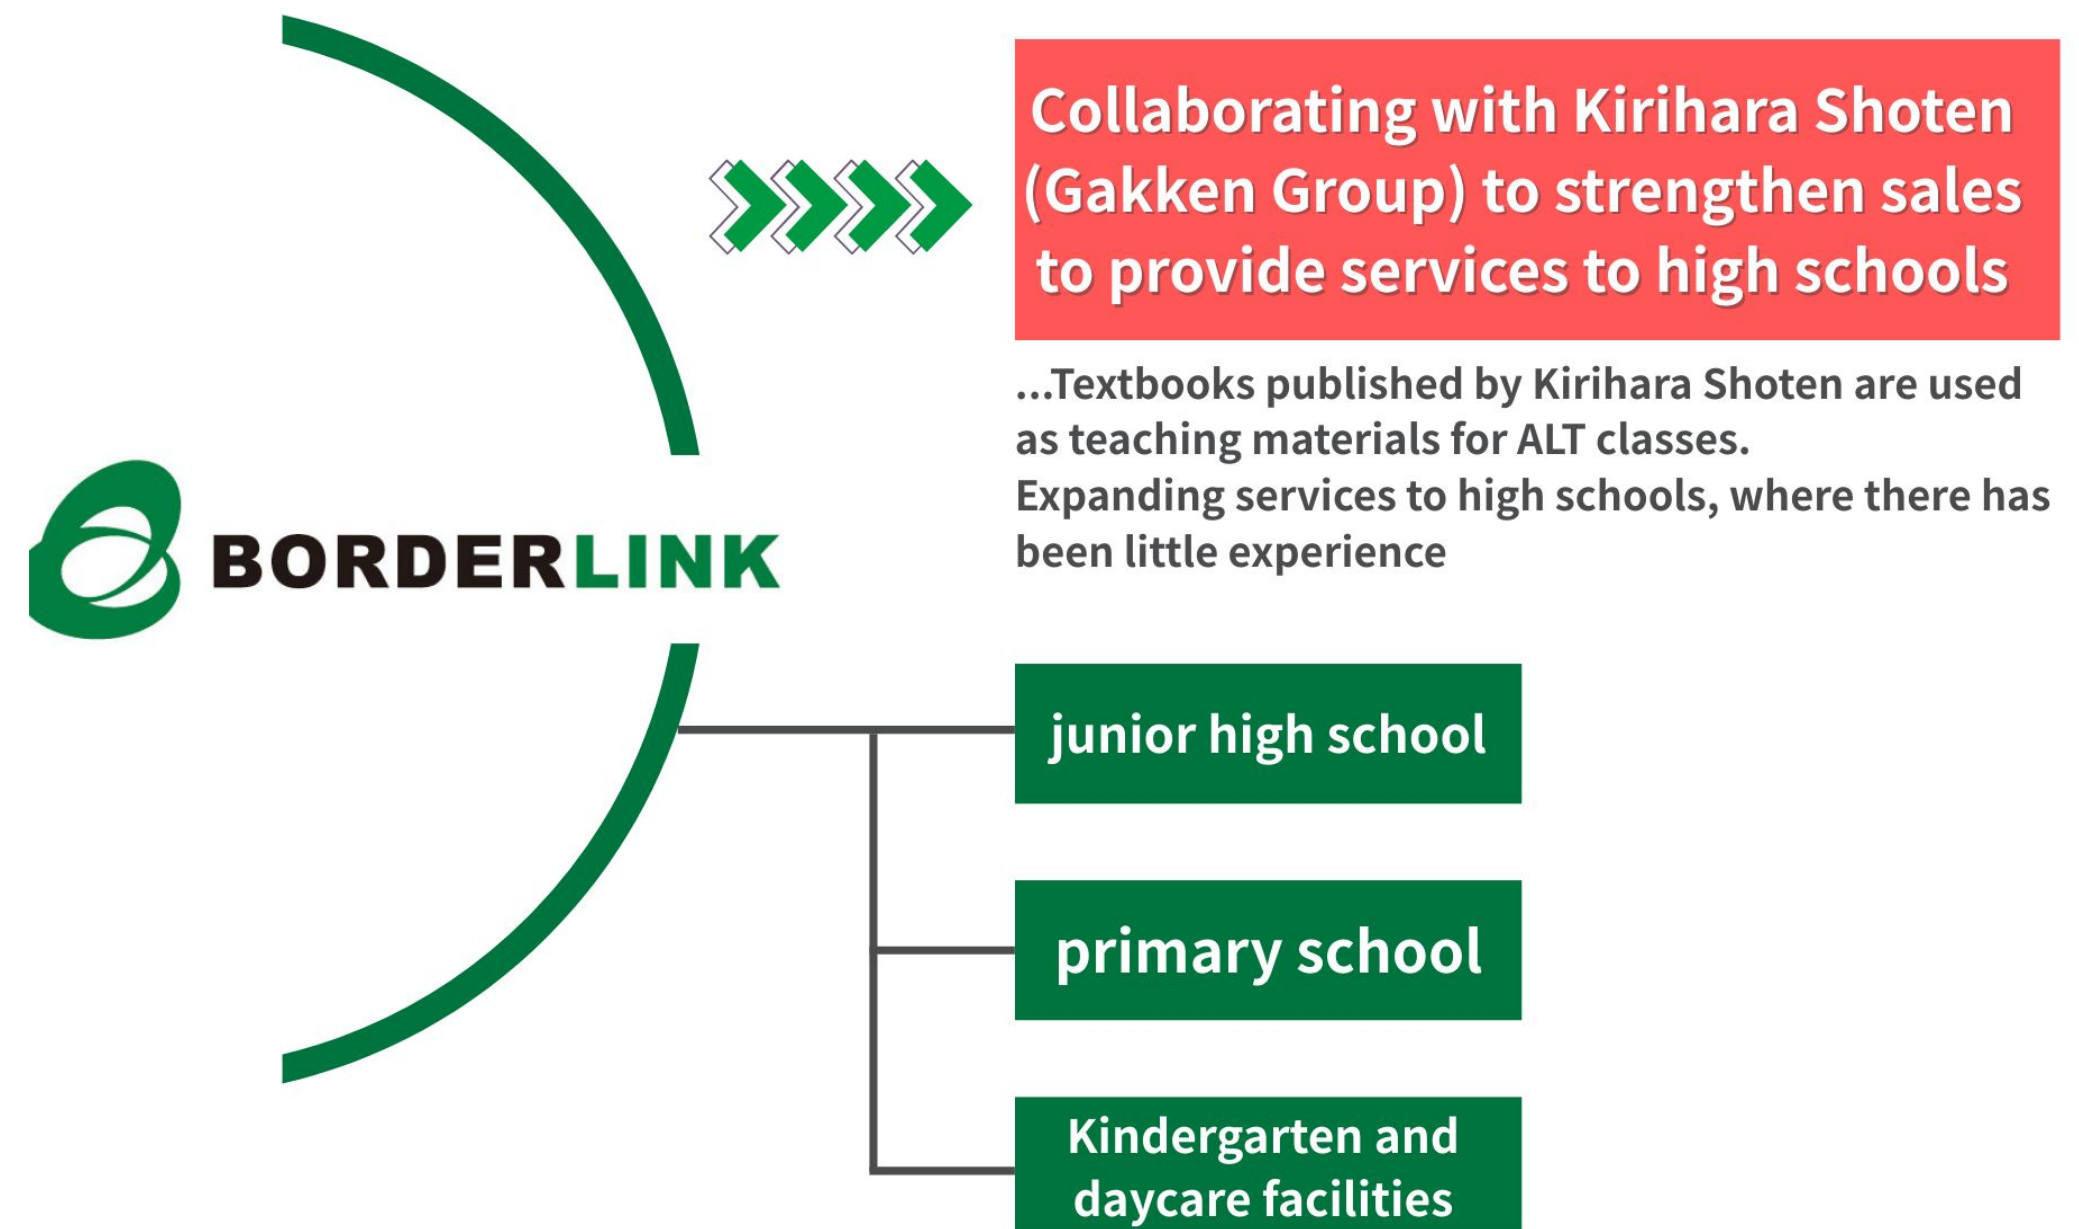 Collaborating with Kirihara Shoten
(Gakken Group) to strengthen sales
to provide services to high schools
...Textbooks published by Kirihara Shoten are used
as teaching materials for ALT classes.
Expanding services to high schools, where there has
been little experience
BORDERLINK
junior high school
primary school
Kindergarten and
daycare facilities